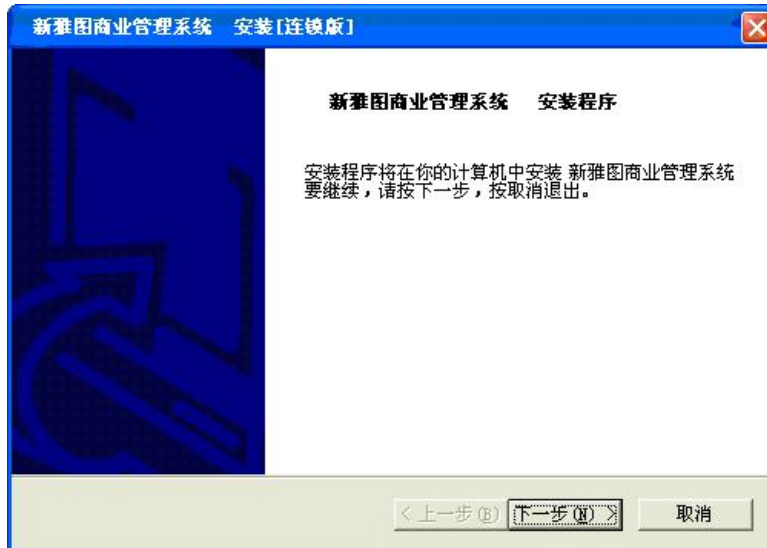 新雅图商业管理系统 安装[连锁版]
新雅图商业管理系统 安装程序
安装程序将在你的计算机中安装 新雅图商业管理系统
要继续，请按下一步，按取消退出。
< 上一步(B) 下一步(N) > 取消